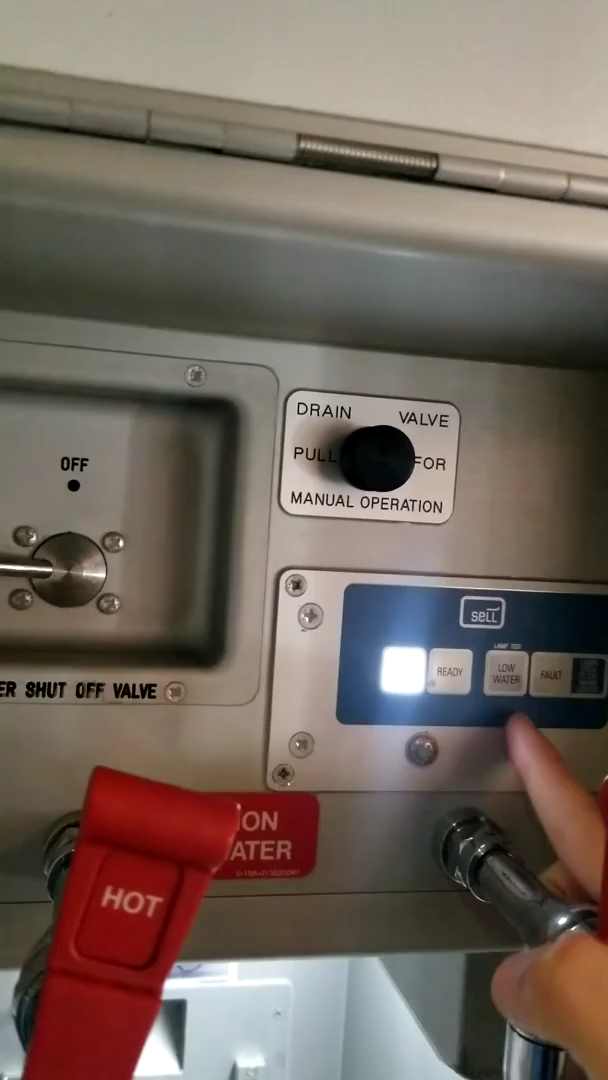 DRAIN VALVE
PULL FOR
MANUAL OPERATION
OFF
sell
LAMP TEST
READY
LOW
WATER
FAULT
ER SHUT OFF VALVE
ION
ATER
HOT